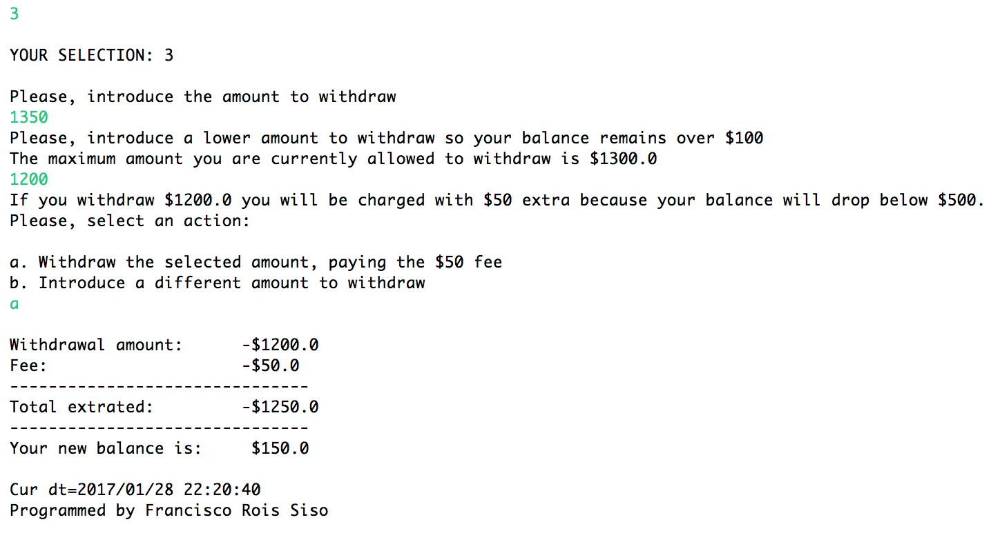 3
YOUR SELECTION: 3
Please, introduce the amount to withdraw
1350
Please, introduce a lower amount to withdraw so your balance remains over $100
The maximum amount you are currently allowed to withdraw is $1300.0
1200
If you withdraw $1200.0 you will be charged with $50 extra because your balance will drop below $500.
Please, select an action:
a. Withdraw the selected amount, paying the $50 fee
b. Introduce a different amount to withdraw
a
Withdrawal amount:      -$1200.0
Fee:                    -$50.0
-------------------------------
Total extrated:         -$1250.0
-------------------------------
Your new balance is:     $150.0
Cur dt=2017/01/28 22:20:40
Programmed by Francisco Rois Siso